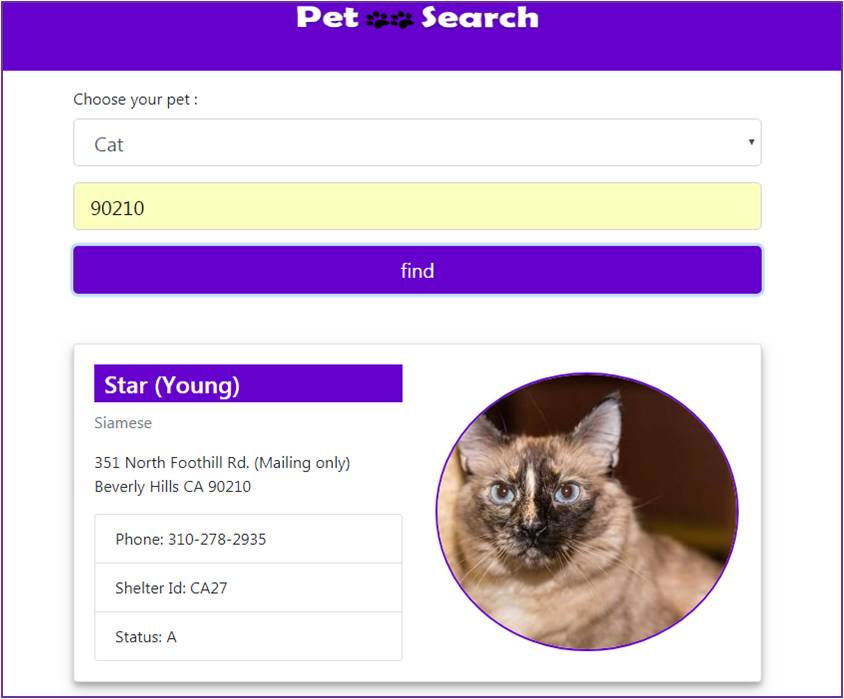 Pet Search
Choose your pet :
Cat
90210
find
Star (Young)
Siamese
351 North Foothill Rd. (Mailing only)
Beverly Hills CA 90210
Phone: 310-278-2935
Shelter Id: CA27
Status: A